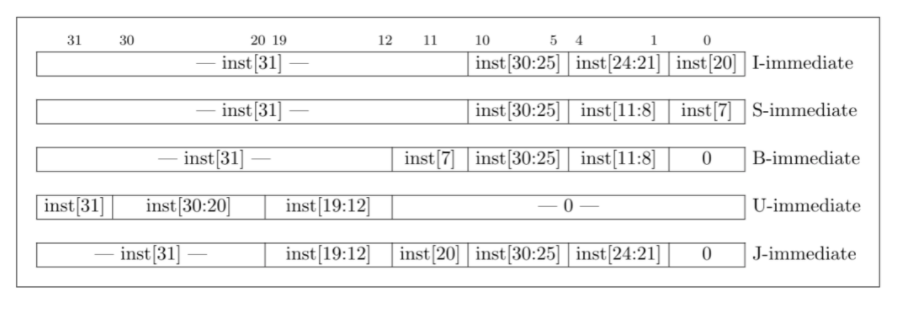 31 30 20 19 12 11 10 5 4 1 0
— inst[31] — inst[30:25] inst[24:21] inst[20] I-immediate
— inst[31] — inst[30:25] inst[11:8] inst[7] S-immediate
— inst[31] — inst[7] inst[30:25] inst[11:8] 0 B-immediate
inst[31] inst[30:20] inst[19:12] — 0 — U-immediate
— inst[31] — inst[19:12] inst[20] inst[30:25] inst[24:21] 0 J-immediate